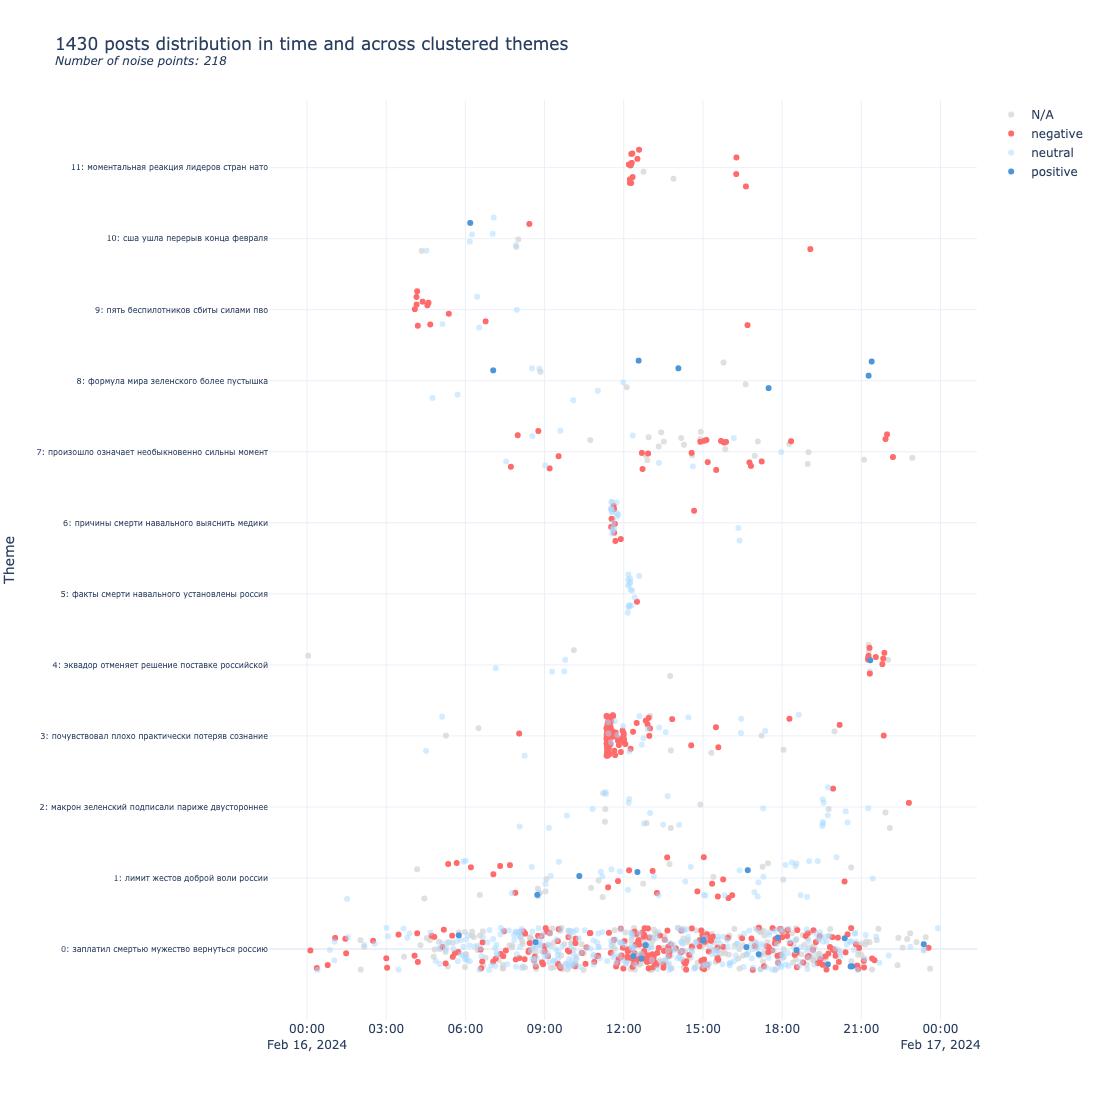 1430 posts distribution in time and across clustered themes
Number of noise points: 218
N/A
negative
neutral
positive
Theme
11: моментальная реакция лидеров стран нато
10: сша ушла перерыв конца февраля
9: пять беспилотников сбиты силами пво
8: формула мира зеленского более пустышка
7: произошло означает необыкновенно сильны момент
6: причины смерти навального выяснить медики
5: факты смерти навального установлены россия
4: эквадор отменяет решение поставке российской
3: почувствовал плохо практически потеряв сознание
2: макрон зеленский подписали париже двустороннее
1: лимит жестов доброй воли россии
0: заплатил смертью мужество вернуться россию
00:00 03:00 06:00 09:00 12:00 15:00 18:00 21:00 00:00
Feb 16, 2024 Feb 17, 2024